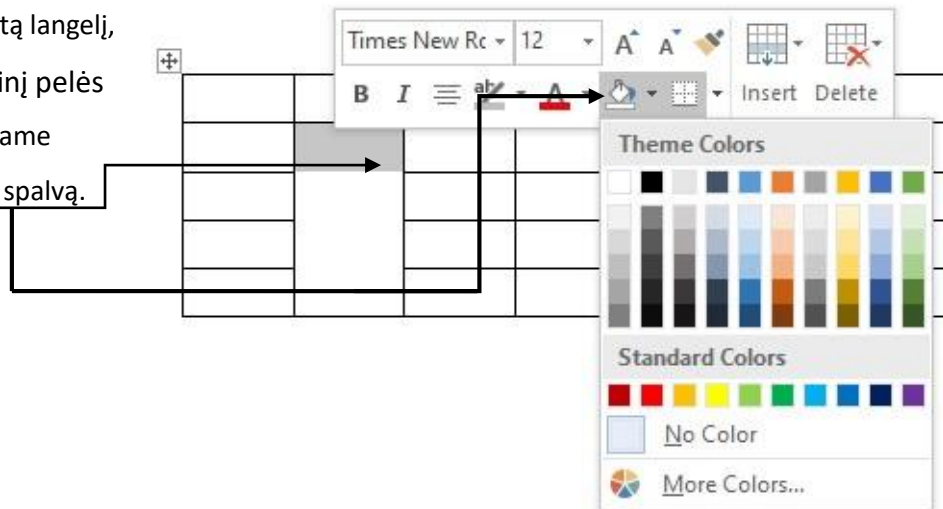 tą langelį,
inį pelės
ame
spalvą.
Times New Rc 12 A A
B I ab A Insert Delete
Theme Colors
Standard Colors
No Color
More Colors...